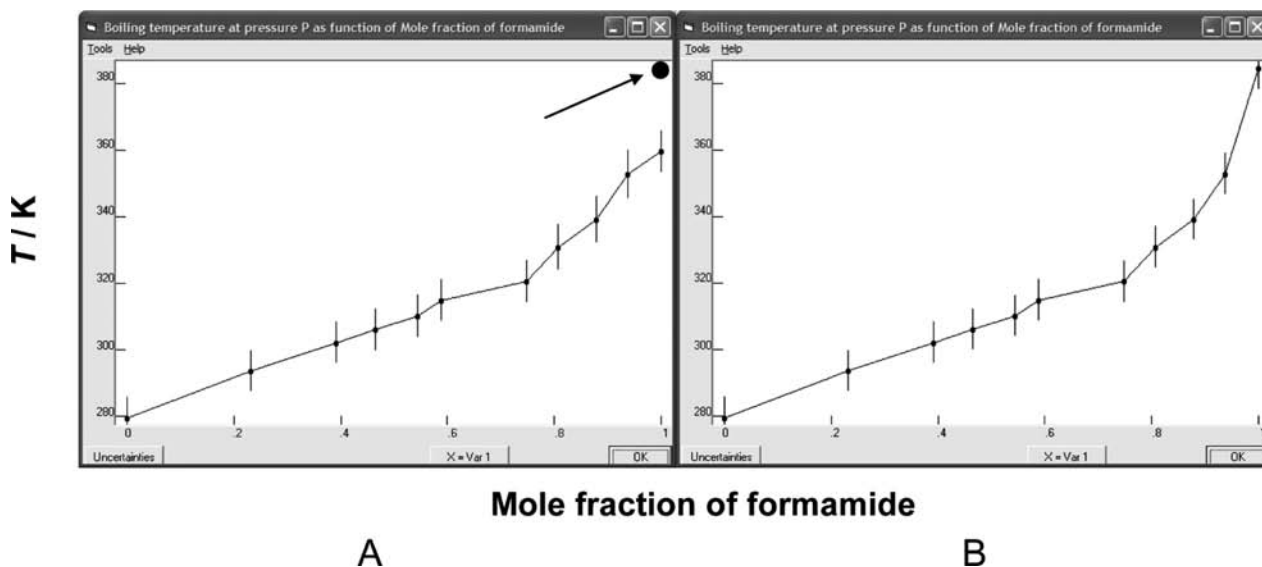 Boiling temperature at pressure P as function of Mole fraction of formamide
Tools Help
380
360
340
320
300
280
0 .2 .4 .6 .8 1
Uncertainties X = Var 1 OK
Boiling temperature at pressure P as function of Mole fraction of formamide
Tools Help
380
360
340
320
300
280
0 .2 .4 .6 .8 1
Uncertainties X = Var 1 OK
T / K
Mole fraction of formamide
A B